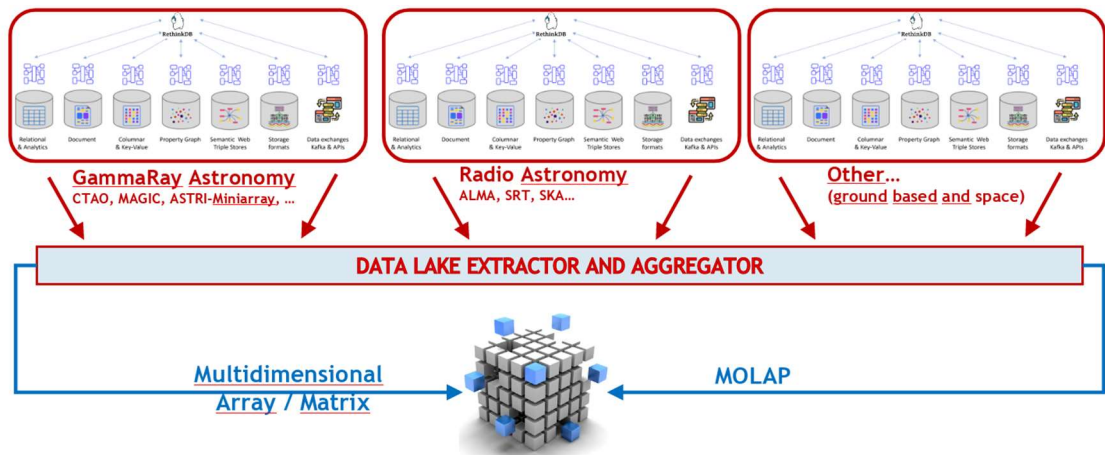 RethinkDB
Relational
& Analytics
Document
Columnar
& Key-Value
Property Graph
Semantic Web
Triple Stores
Storage
formats
Data exchanges
Kafka & APIs
GammaRay Astronomy
CTAO, MAGIC, ASTRI-Miniarray, ...
RethinkDB
Relational
& Analytics
Document
Columnar
& Key-Value
Property Graph
Semantic Web
Triple Stores
Storage
formats
Data exchanges
Kafka & APIs
Radio Astronomy
ALMA, SRT, SKA...
RethinkDB
Relational
& Analytics
Document
Columnar
& Key-Value
Property Graph
Semantic Web
Triple Stores
Storage
formats
Data exchanges
Kafka & APIs
Other...
(ground based and space)
DATA LAKE EXTRACTOR AND AGGREGATOR
Multidimensional
Array / Matrix
MOLAP